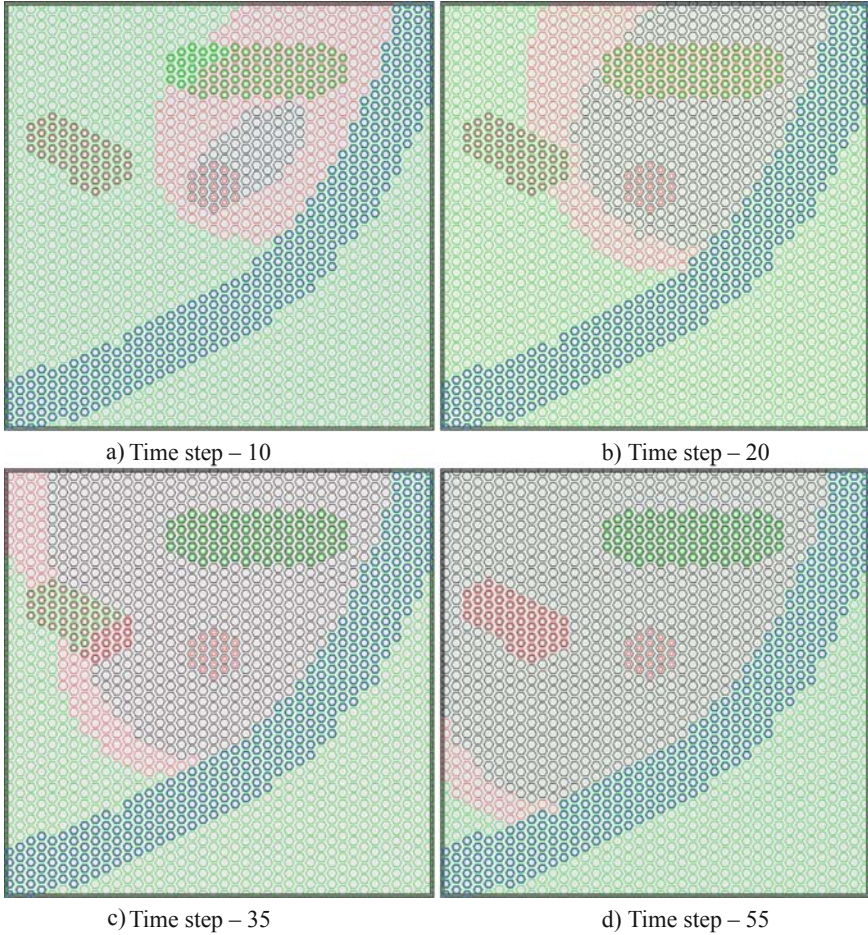 a) Time step – 10
b) Time step – 20
c) Time step – 35
d) Time step – 55